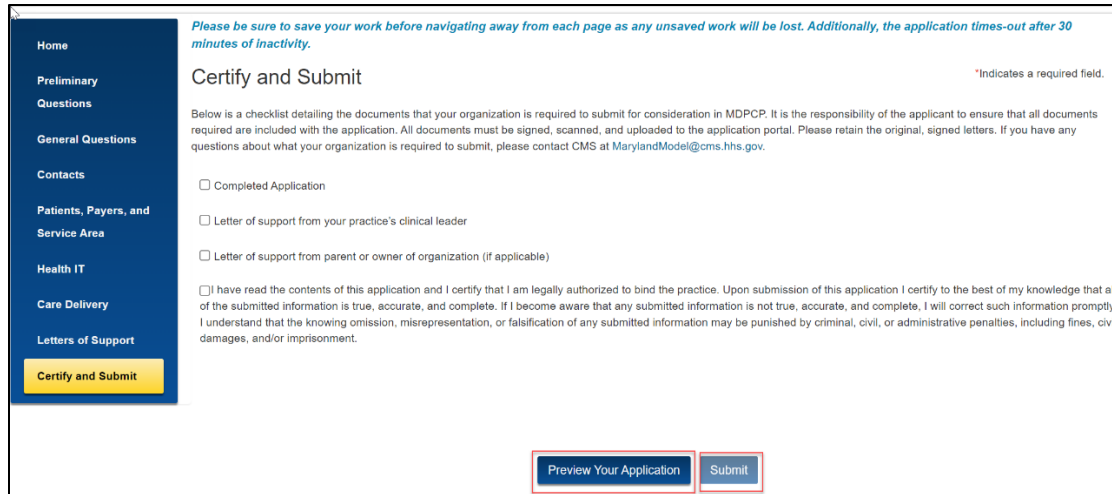 Please be sure to save your work before navigating away from each page as any unsaved work will be lost. Additionally, the application times-out after 30
minutes of inactivity.
Home
Preliminary
Questions
General Questions
Contacts
Patients, Payers, and
Service Area
Health IT
Care Delivery
Letters of Support
Certify and Submit
Certify and Submit
*Indicates a required field.
Below is a checklist detailing the documents that your organization is required to submit for consideration in MDPCP. It is the responsibility of the applicant to ensure that all documents
required are included with the application. All documents must be signed, scanned, and uploaded to the application portal. Please retain the original, signed letters. If you have any
questions about what your organization is required to submit, please contact CMS at MarylandModel@cms.hhs.gov.
Completed Application
Letter of support from your practice's clinical leader
Letter of support from parent or owner of organization (if applicable)
I have read the contents of this application and I certify that I am legally authorized to bind the practice. Upon submission of this application I certify to the best of my knowledge that a
of the submitted information is true, accurate, and complete. If I become aware that any submitted information is not true, accurate, and complete, I will correct such information promptly
I understand that the knowing omission, misrepresentation, or falsification of any submitted information may be punished by criminal, civil, or administrative penalties, including fines, civ
damages, and/or imprisonment.
Preview Your Application
Submit